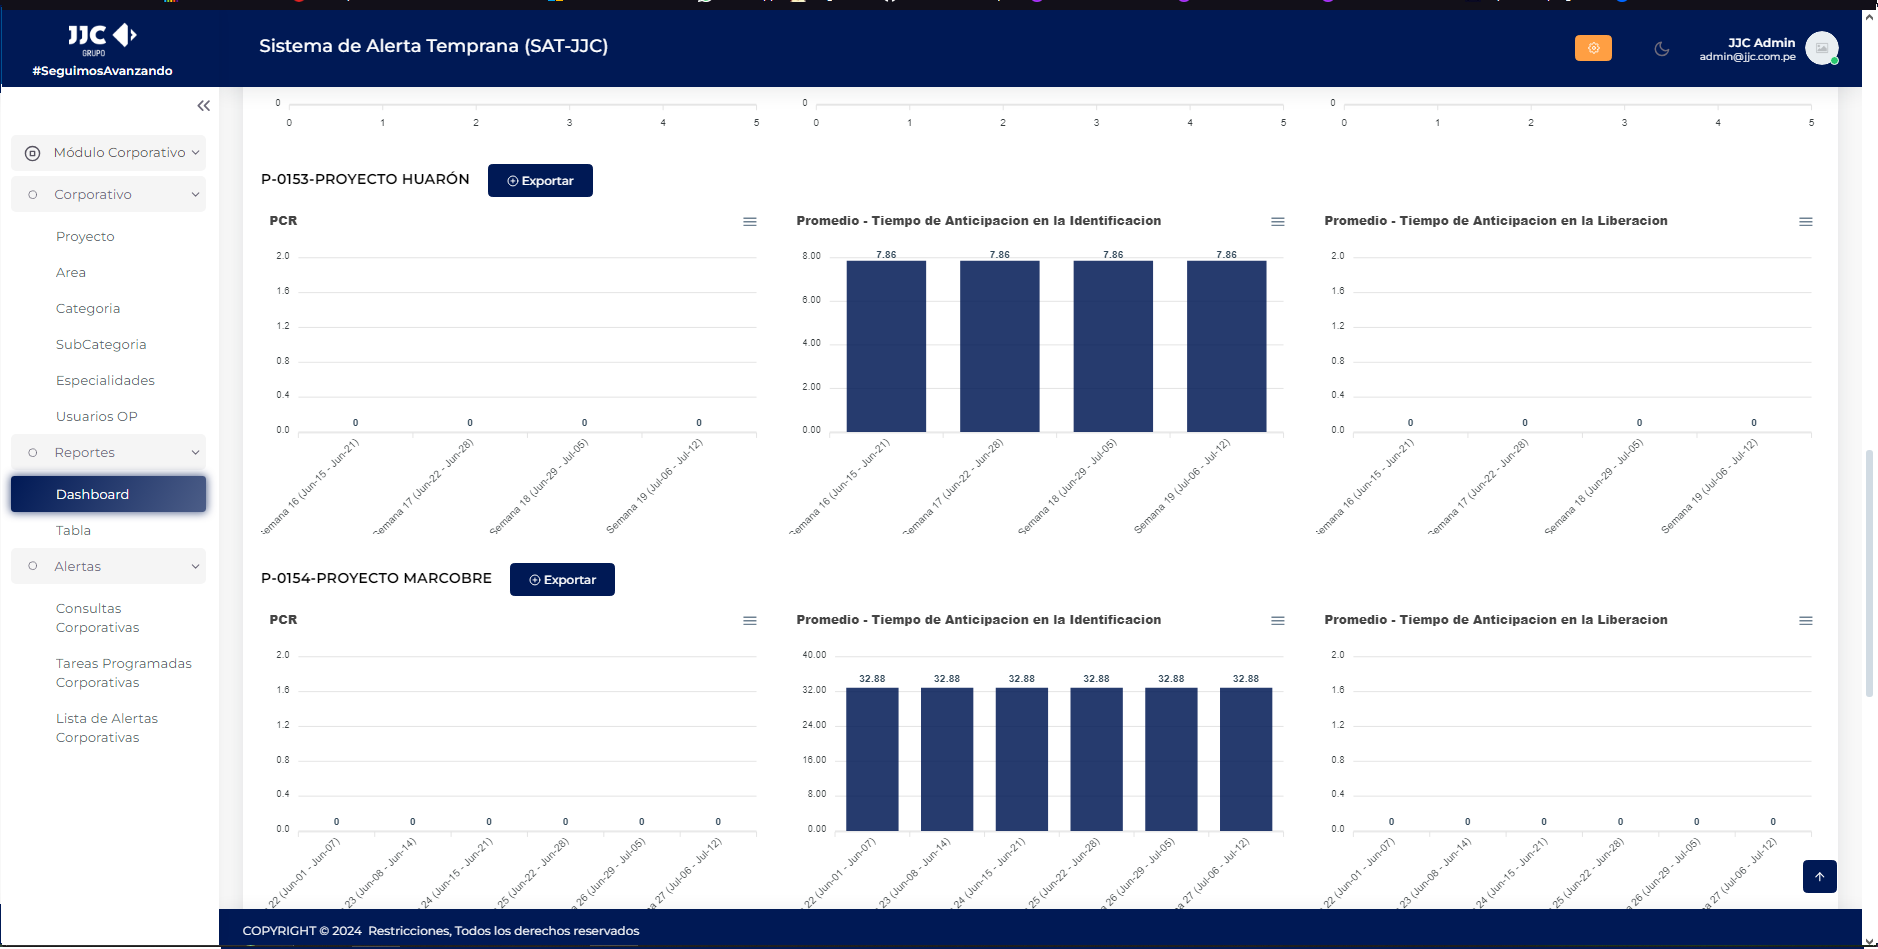 JJC
GRUPO
#SeguimosAvanzando
Sistema de Alerta Temprana (SAT-JJC)
JJC Admin
admin@jjc.com.pe
Módulo Corporativo
Corporativo
Proyecto
Area
Categoria
SubCategoria
Especialidades
Usuarios OP
Reportes
Dashboard
Tabla
Alertas
Consultas
Corporativas
Tareas Programadas
Corporativas
Lista de Alertas
Corporativas
0 0 0
0 1 2 3 4 5 0 1 2 3 4 5 0 1 2 3 4 5
P-0153-PROYECTO HUARÓN Exportar
PCR
2.0
1.6
1.2
0.8
0.4
0.0
0 0 0 0
emana 16 (Jun-15 - Jun-21)
Semana 17 (Jun-22 - Jun-28)
Semana 18 (Jun-29 - Jul-05)
Semana 19 (Jul-06 - Jul-12)
Promedio - Tiempo de Anticipacion en la Identificacion
8.00
6.00
4.00
2.00
0.00
7.86 7.86 7.86 7.86
emana 16 (Jun-15 - Jun-21)
Semana 17 (Jun-22 - Jun-28)
Semana 18 (Jun-29 - Jul-05)
Semana 19 (Jul-06 - Jul-12)
Promedio - Tiempo de Anticipacion en la Liberacion
2.0
1.6
1.2
0.8
0.4
0.0
0 0 0 0
emana 16 (Jun-15 - Jun-21)
Semana 17 (Jun-22 - Jun-28)
Semana 18 (Jun-29 - Jul-05)
Semana 19 (Jul-06 - Jul-12)
P-0154-PROYECTO MARCOBRE Exportar
PCR
2.0
1.6
1.2
0.8
0.4
0.0
0 0 0 0 0 0
22 (Jun-01 - Jun-07)
23 (Jun-08 - Jun-14)
24 (Jun-15 - Jun-21)
25 (Jun-22 - Jun-28)
26 (Jun-29 - Jul-05)
27 (Jul-06 - Jul-12)
Promedio - Tiempo de Anticipacion en la Identificacion
40.00
32.00
24.00
16.00
8.00
0.00
32.88 32.88 32.88 32.88 32.88 32.88
22 (Jun-01 - Jun-07)
23 (Jun-08 - Jun-14)
24 (Jun-15 - Jun-21)
25 (Jun-22 - Jun-28)
26 (Jun-29 - Jul-05)
27 (Jul-06 - Jul-12)
Promedio - Tiempo de Anticipacion en la Liberacion
2.0
1.6
1.2
0.8
0.4
0.0
0 0 0 0 0 0
22 (Jun-01 - Jun-07)
23 (Jun-08 - Jun-14)
24 (Jun-15 - Jun-21)
25 (Jun-22 - Jun-28)
26 (Jun-29 - Jul-05)
27 (Jul-06 - Jul-12)
COPYRIGHT © 2024 Restricciones, Todos los derechos reservados